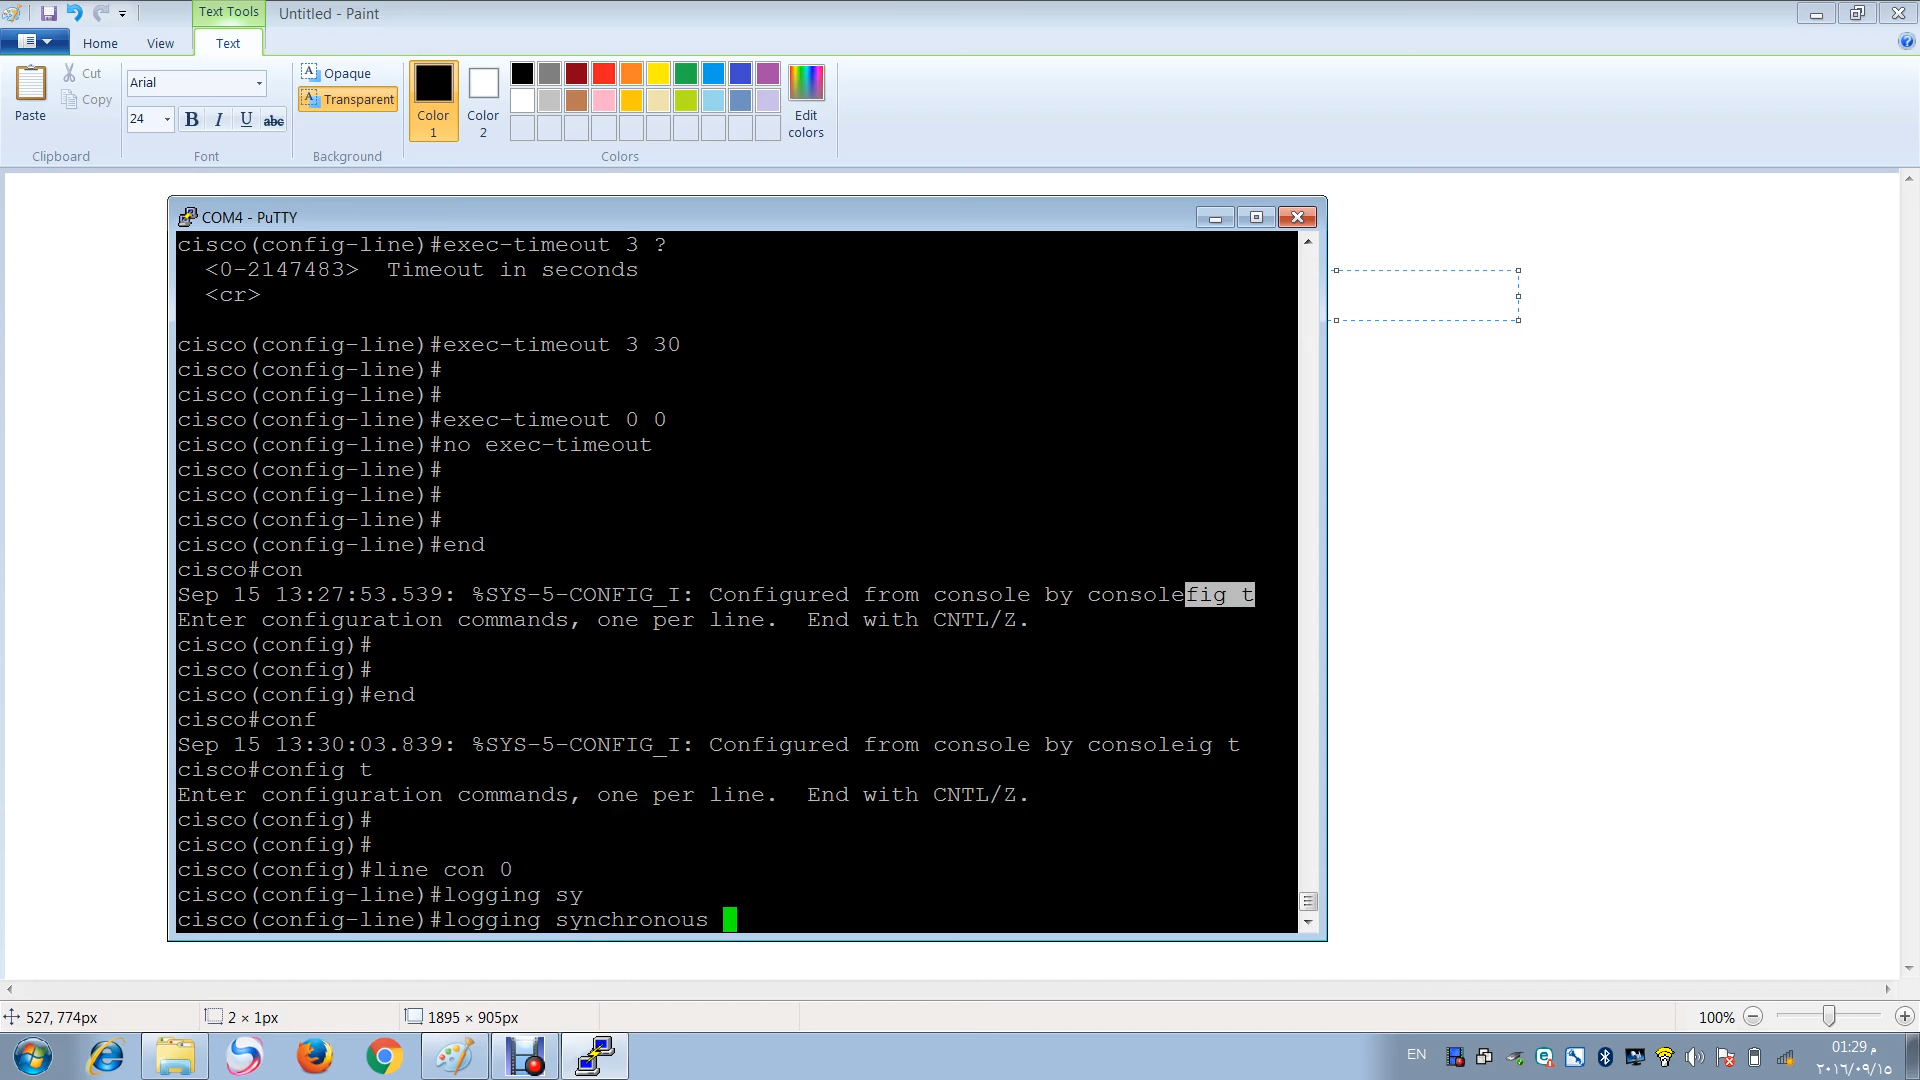 Text Tools
Untitled - Paint
Home
View
Text
Paste
Cut
Copy
Clipboard
Arial
24
B I U abc
Font
Opaque
Transparent
Background
Color 1
Color 2
Edit colors
Colors
COM4 - PuTTY
cisco(config-line)#exec-timeout 3 ?
<0-2147483>  Timeout in seconds
<cr>
cisco(config-line)#exec-timeout 3 30
cisco(config-line)#
cisco(config-line)#
cisco(config-line)#exec-timeout 0 0
cisco(config-line)#no exec-timeout
cisco(config-line)#
cisco(config-line)#
cisco(config-line)#
cisco(config-line)#end
cisco#con
Sep 15 13:27:53.539: %SYS-5-CONFIG_I: Configured from console by consolefig t
Enter configuration commands, one per line.  End with CNTL/Z.
cisco(config)#
cisco(config)#
cisco(config)#end
cisco#conf
Sep 15 13:30:03.839: %SYS-5-CONFIG_I: Configured from console by consoleig t
cisco#config t
Enter configuration commands, one per line.  End with CNTL/Z.
cisco(config)#
cisco(config)#
cisco(config)#line con 0
cisco(config-line)#logging sy
cisco(config-line)#logging synchronous
527, 774px
2 × 1px
1895 × 905px
100%
EN
01:29 م
٢٠١٦/٠٩/١٥